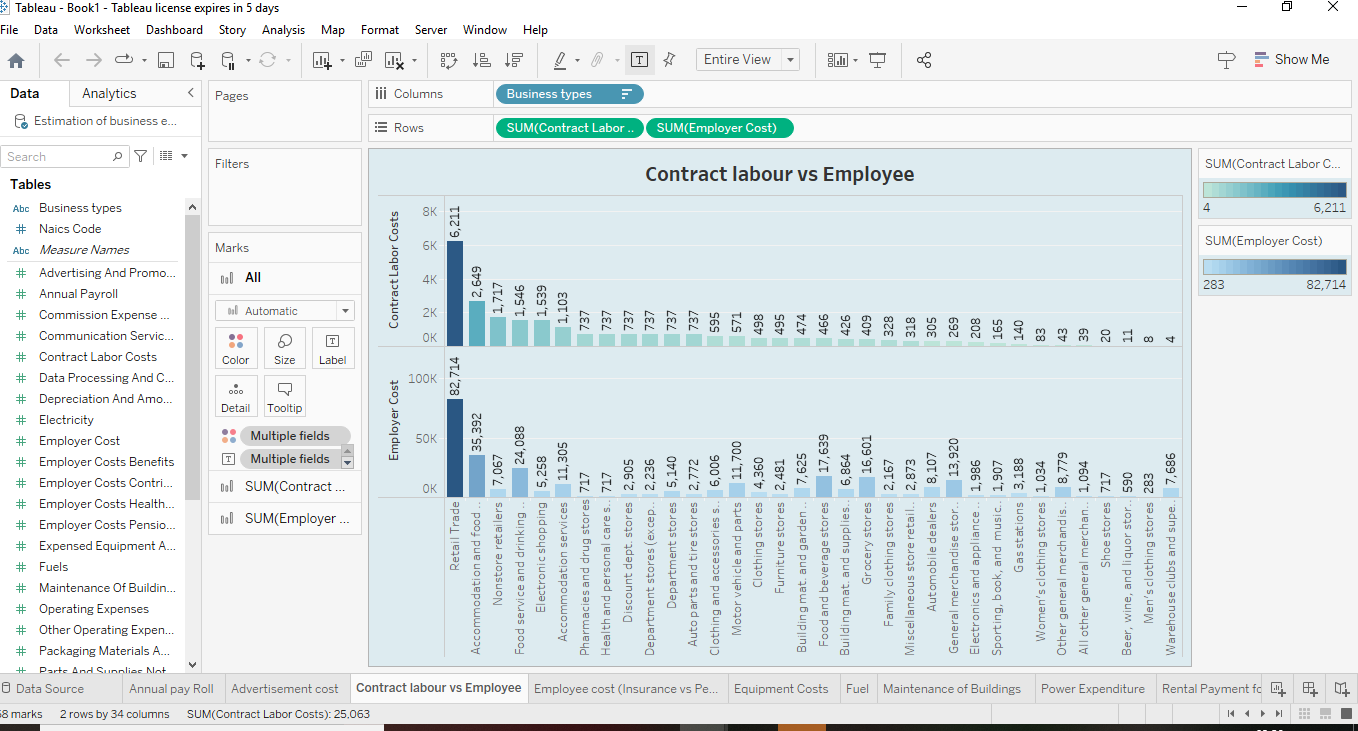 Tableau - Book1 - Tableau license expires in 5 days
File Data Worksheet Dashboard Story Analysis Map Format Server Window Help
Entire View
Show Me
Data Analytics
Estimation of business e...
Search
Tables
Abc Business types
# Naics Code
Abc Measure Names
# Advertising And Promo...
# Annual Payroll
# Commission Expense ...
# Communication Servic...
# Contract Labor Costs
# Data Processing And C...
# Depreciation And Amo...
# Electricity
# Employer Cost
# Employer Costs Benefits
# Employer Costs Contri...
# Employer Costs Health...
# Employer Costs Pensio...
# Expensed Equipment A...
# Fuels
# Maintenance Of Buildin...
# Operating Expenses
# Other Operating Expen...
# Packaging Materials A...
# Parts And Supplies Not
Pages
Filters
Marks
All
Automatic
Color Size Label
Detail Tooltip
Multiple fields
Multiple fields
SUM(Contract ...
SUM(Employer ...
Columns Business types
Rows SUM(Contract Labor .. SUM(Employer Cost)
Contract labour vs Employee
Contract Labor Costs
8K
6K
4K
2K
0K
6,211 2,649 1,717 1,546 1,539 1,103 737 737 737 737 737 737 595 571 498 495 474 466 426 409 328 318 305 269 208 165 140 83 43 39 20 11 8 4
Employer Cost
100K
50K
0K
82,714 35,392 7,067 24,088 5,258 11,305 717 717 2,905 2,236 5,140 2,772 6,006 11,700 4,360 2,481 7,625 17,639 6,864 16,601 2,167 2,873 8,107 13,920 1,986 1,907 3,188 1,034 8,779 1,094 717 590 283 7,686
Retail Trade
Accommodation and food ..
Nonstore retailers
Food service and drinking ..
Electronic shopping
Accommodation services
Pharmacies and drug stores
Health and personal care s..
Discount dept. stores
Department stores (excep..
Department stores
Auto parts and tire stores
Clothing and accessories s..
Motor vehicle and parts
Clothing stores
Furniture stores
Building mat. and garden ..
Food and beverage stores
Building mat. and supplies..
Grocery stores
Family clothing stores
Miscellaneous store retail..
Automobile dealers
General merchandise stor..
Electronics and appliance ..
Sporting, book, and music..
Gas stations
Women's clothing stores
Other general merchandis..
All other general merchan..
Shoe stores
Beer, wine, and liquor stor..
Men's clothing stores
Warehouse clubs and supe..
SUM(Contract Labor C...
4 6,211
SUM(Employer Cost)
283 82,714
Data Source Annual pay Roll Advertisement cost Contract labour vs Employee Employee cost (Insurance vs Pe... Equipment Costs Fuel Maintenance of Buildings Power Expenditure Rental Payment fo
68 marks 2 rows by 34 columns SUM(Contract Labor Costs): 25,063